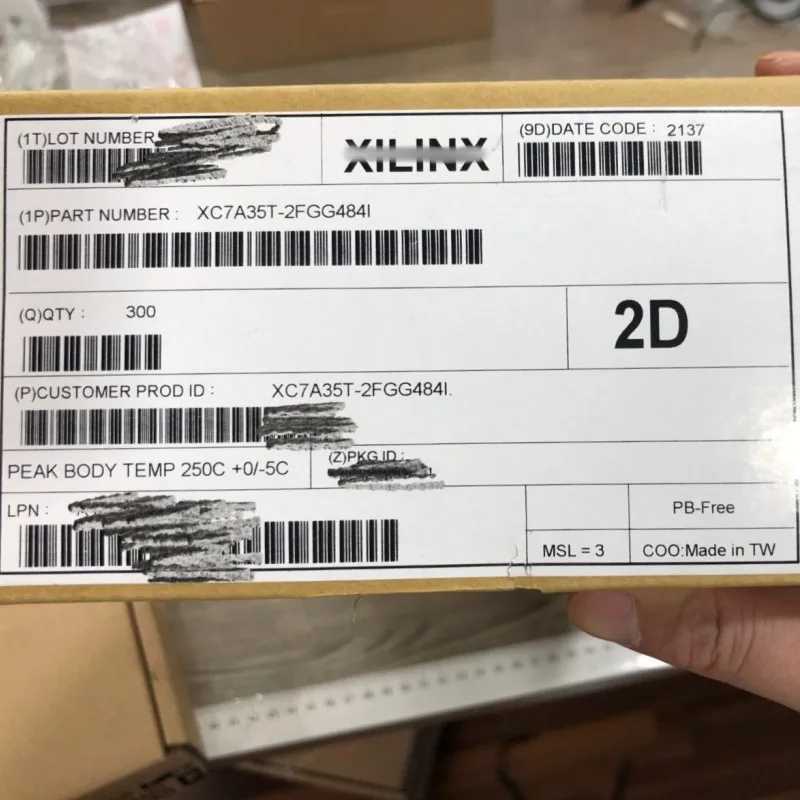 (1T)LOT NUMBER
XILINX
(9D)DATE CODE : 2137
(1P)PART NUMBER : XC7A35T-2FGG484I
(Q)QTY : 300
2D
(P)CUSTOMER PROD ID : XC7A35T-2FGG484I.
PEAK BODY TEMP 250C +0/-5C
(Z)PKG ID :
LPN :
PB-Free
MSL = 3
COO:Made in TW